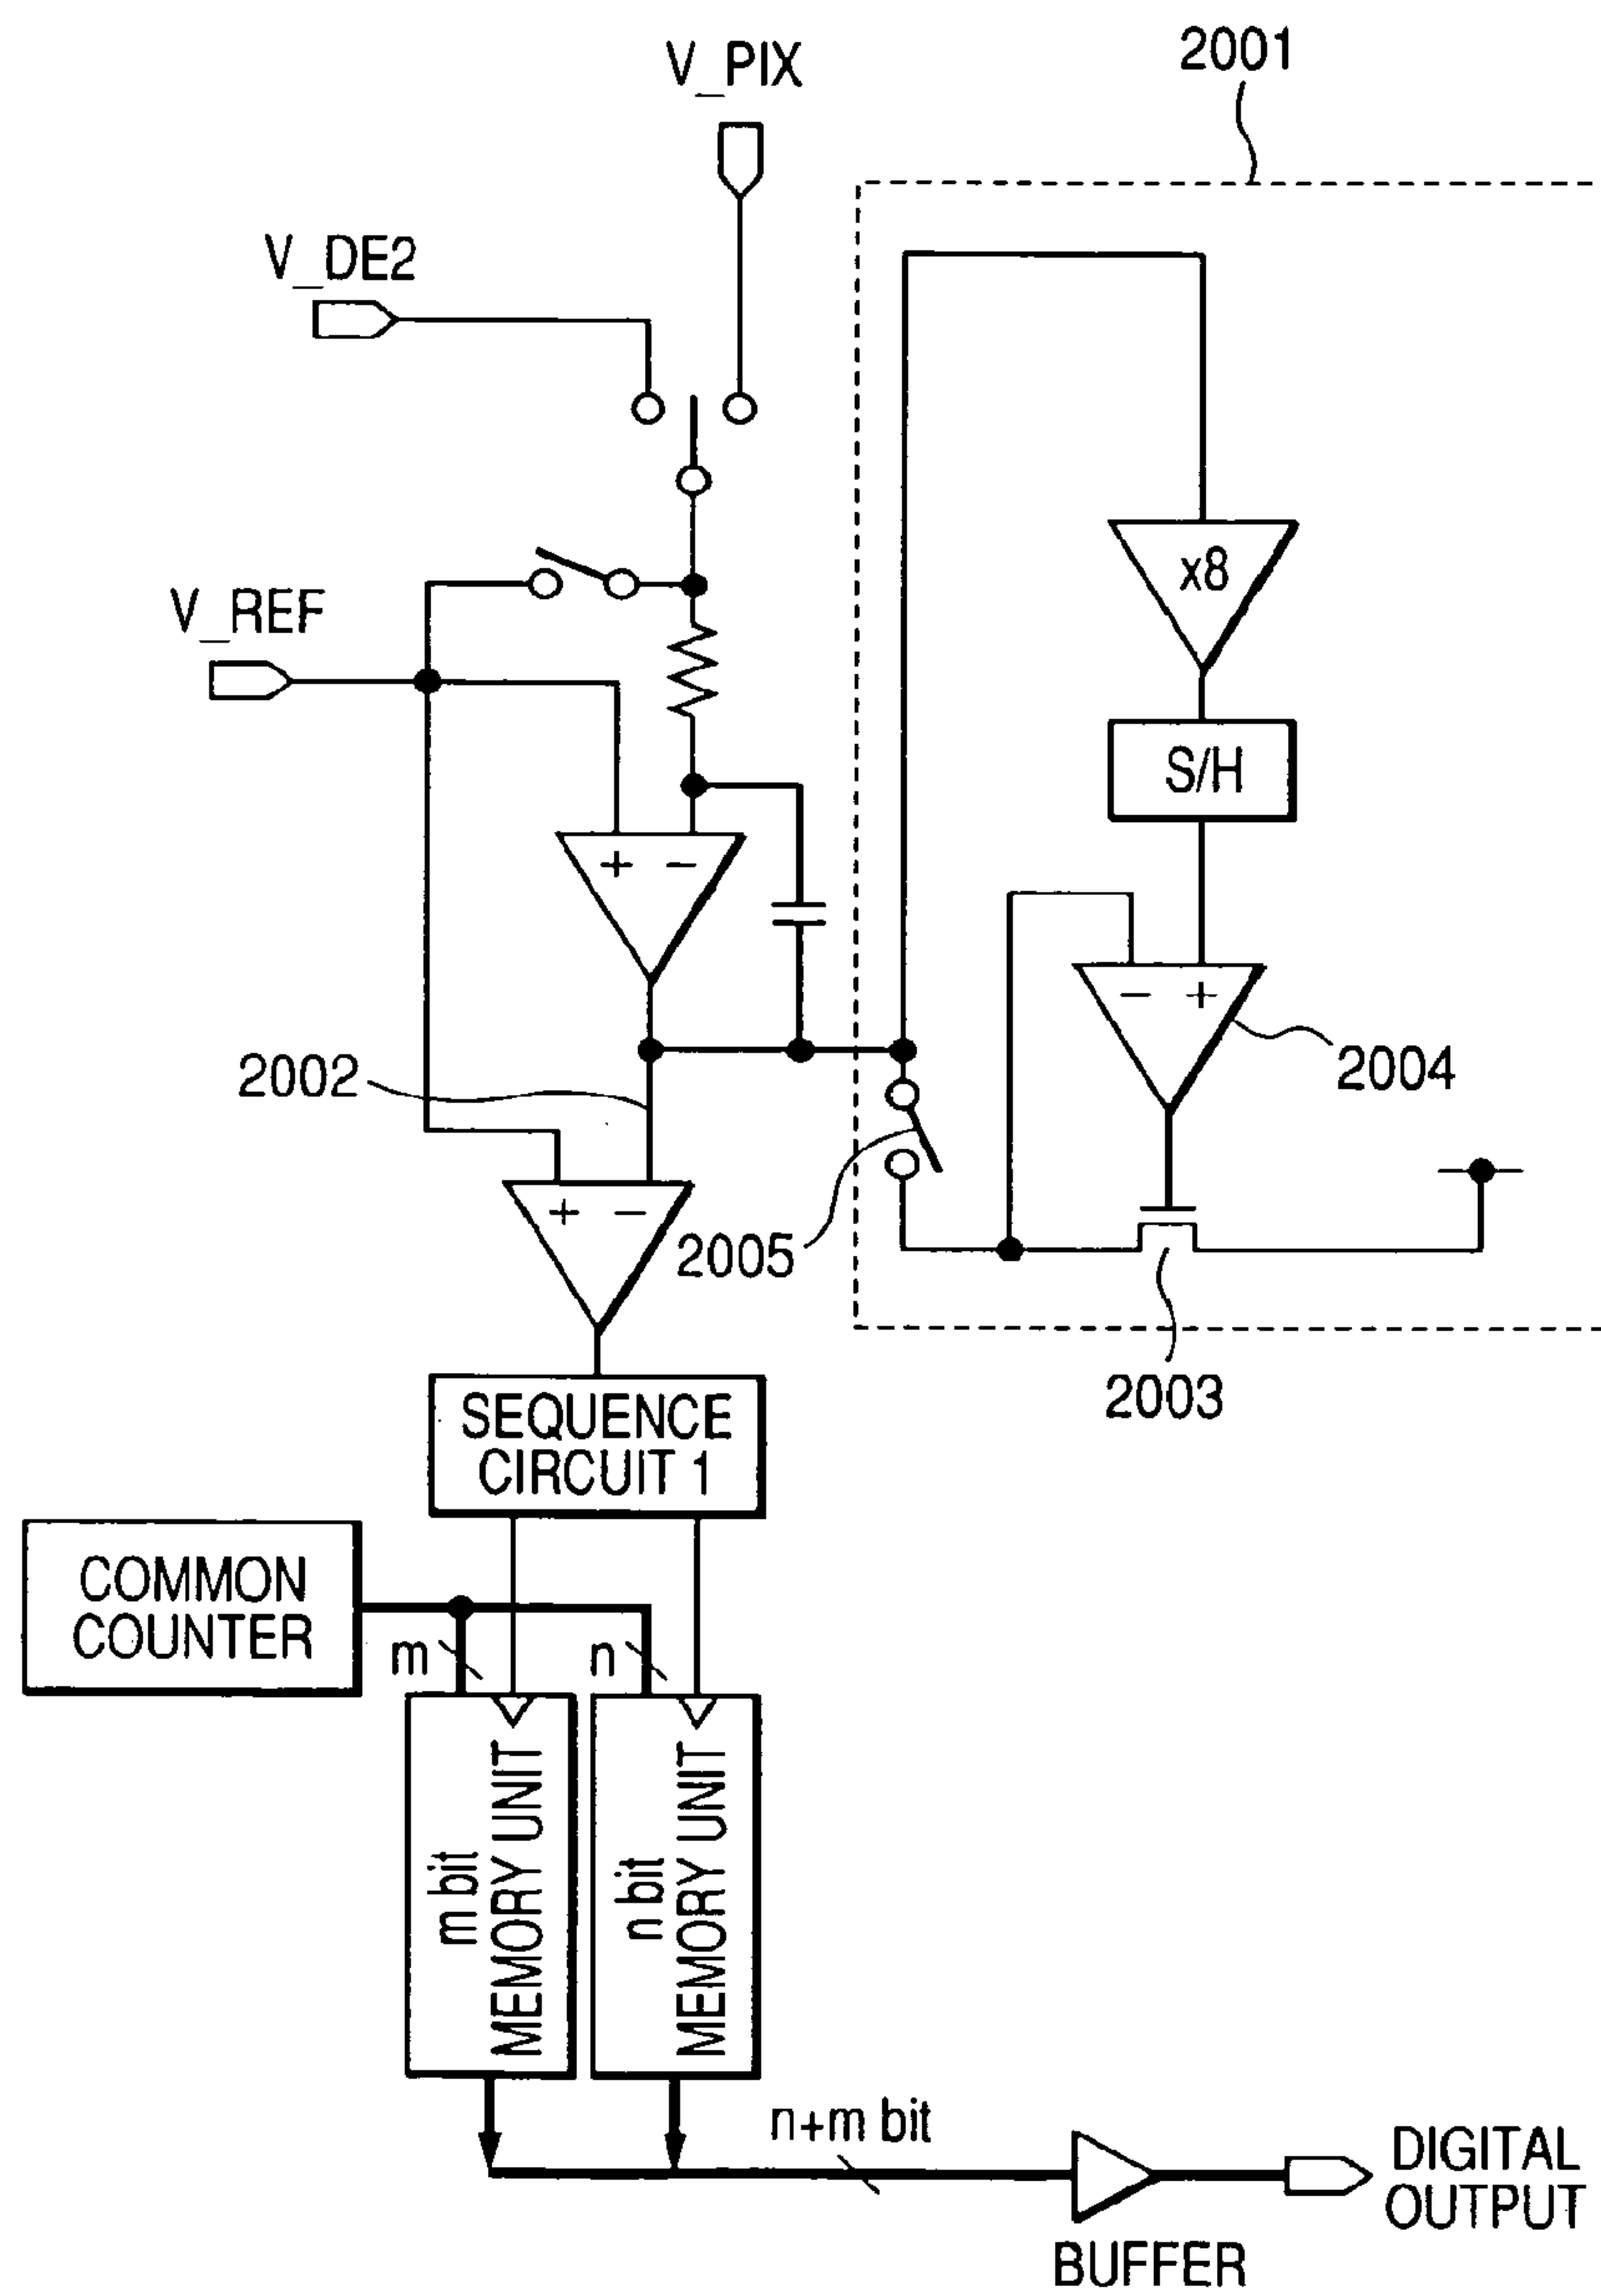 2001
V_PIX
V_DE2
x8
V_REF
S/H
+ −
− +
2002
2004
+ −
2005
2003
SEQUENCE
CIRCUIT 1
COMMON
COUNTER
m
n
m bit
MEMORY UNIT
n bit
MEMORY UNIT
n+m bit
DIGITAL
OUTPUT
BUFFER